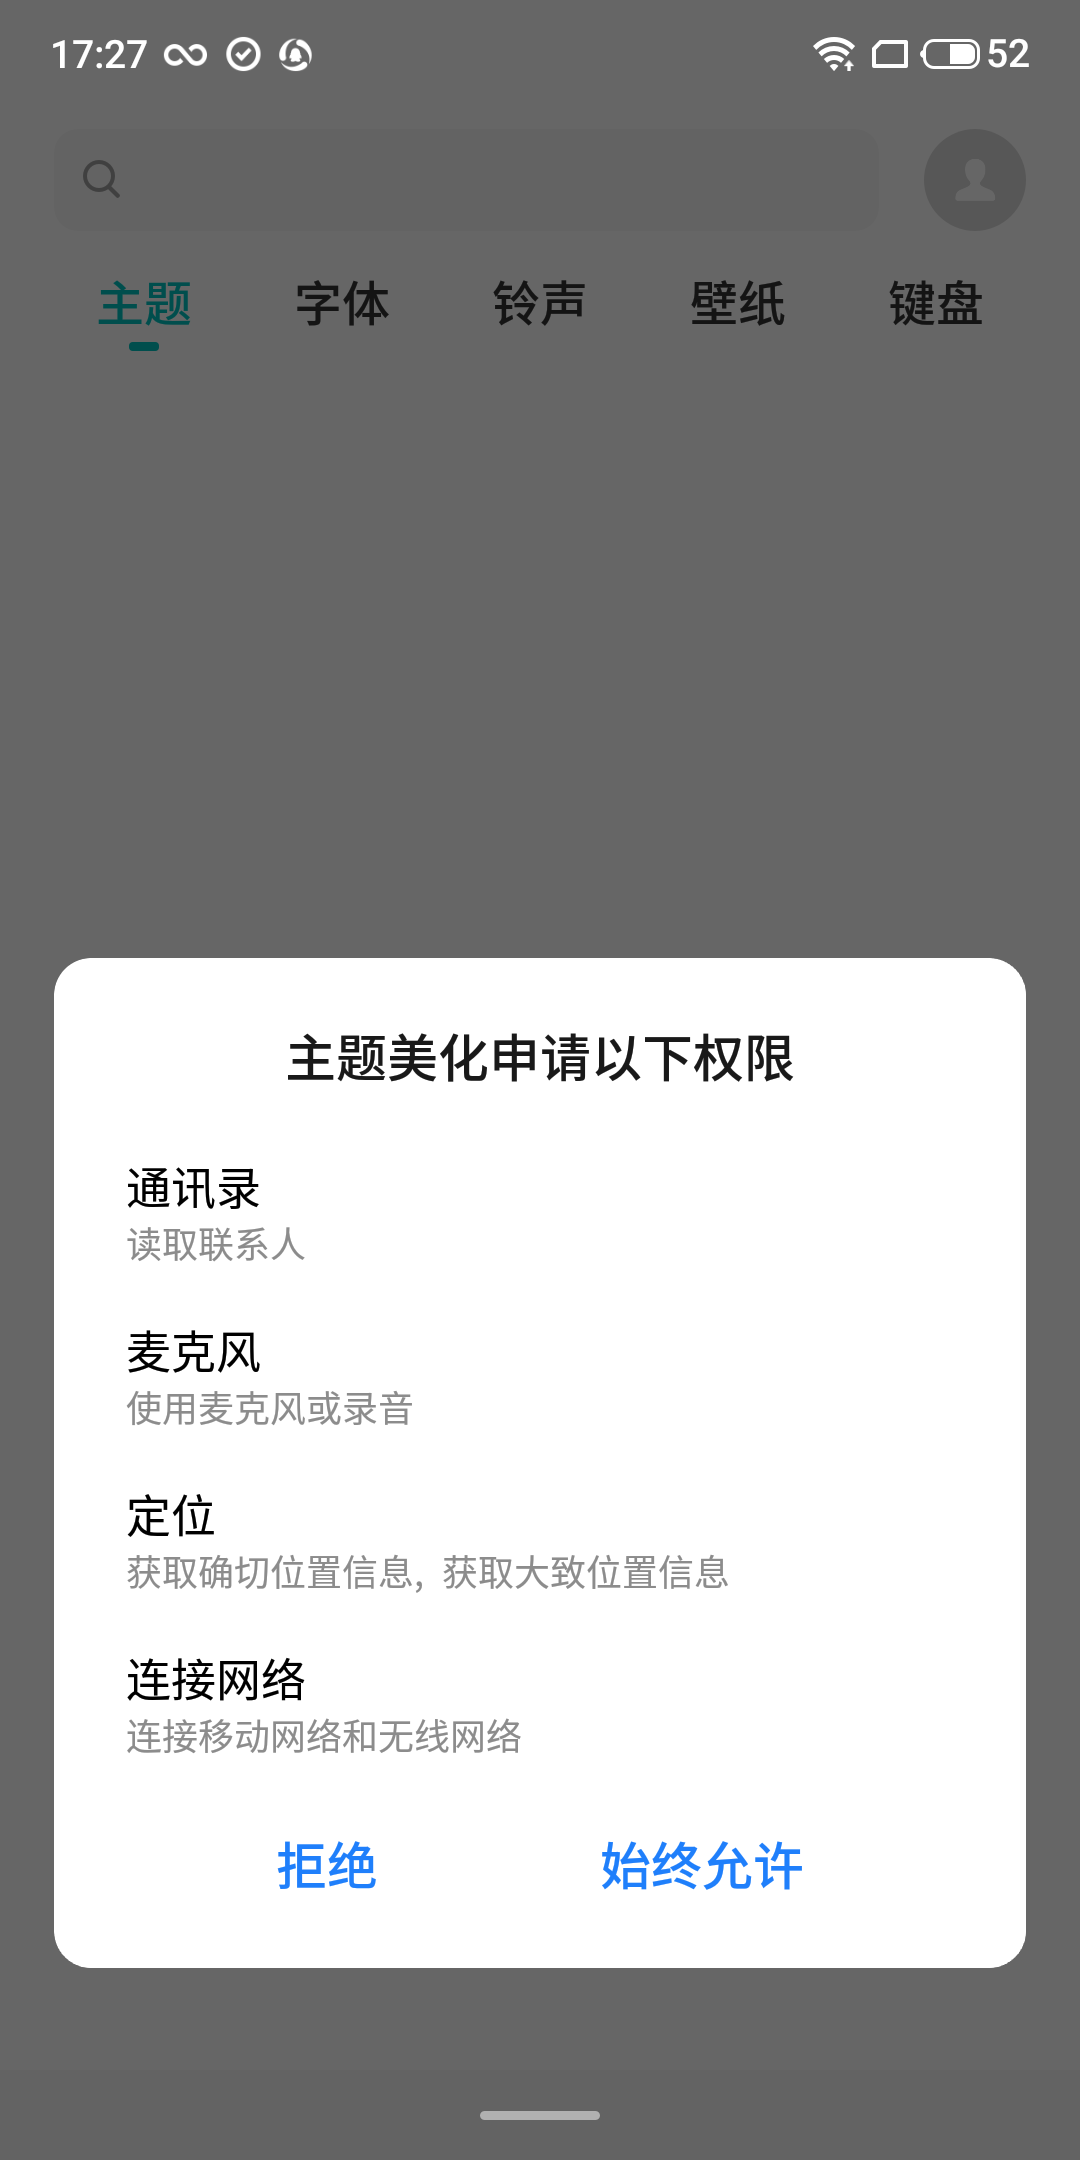 17:27
52
主题 字体 铃声 壁纸 键盘
主题美化申请以下权限
通讯录
读取联系人
麦克风
使用麦克风或录音
定位
获取确切位置信息, 获取大致位置信息
连接网络
连接移动网络和无线网络
拒绝 始终允许